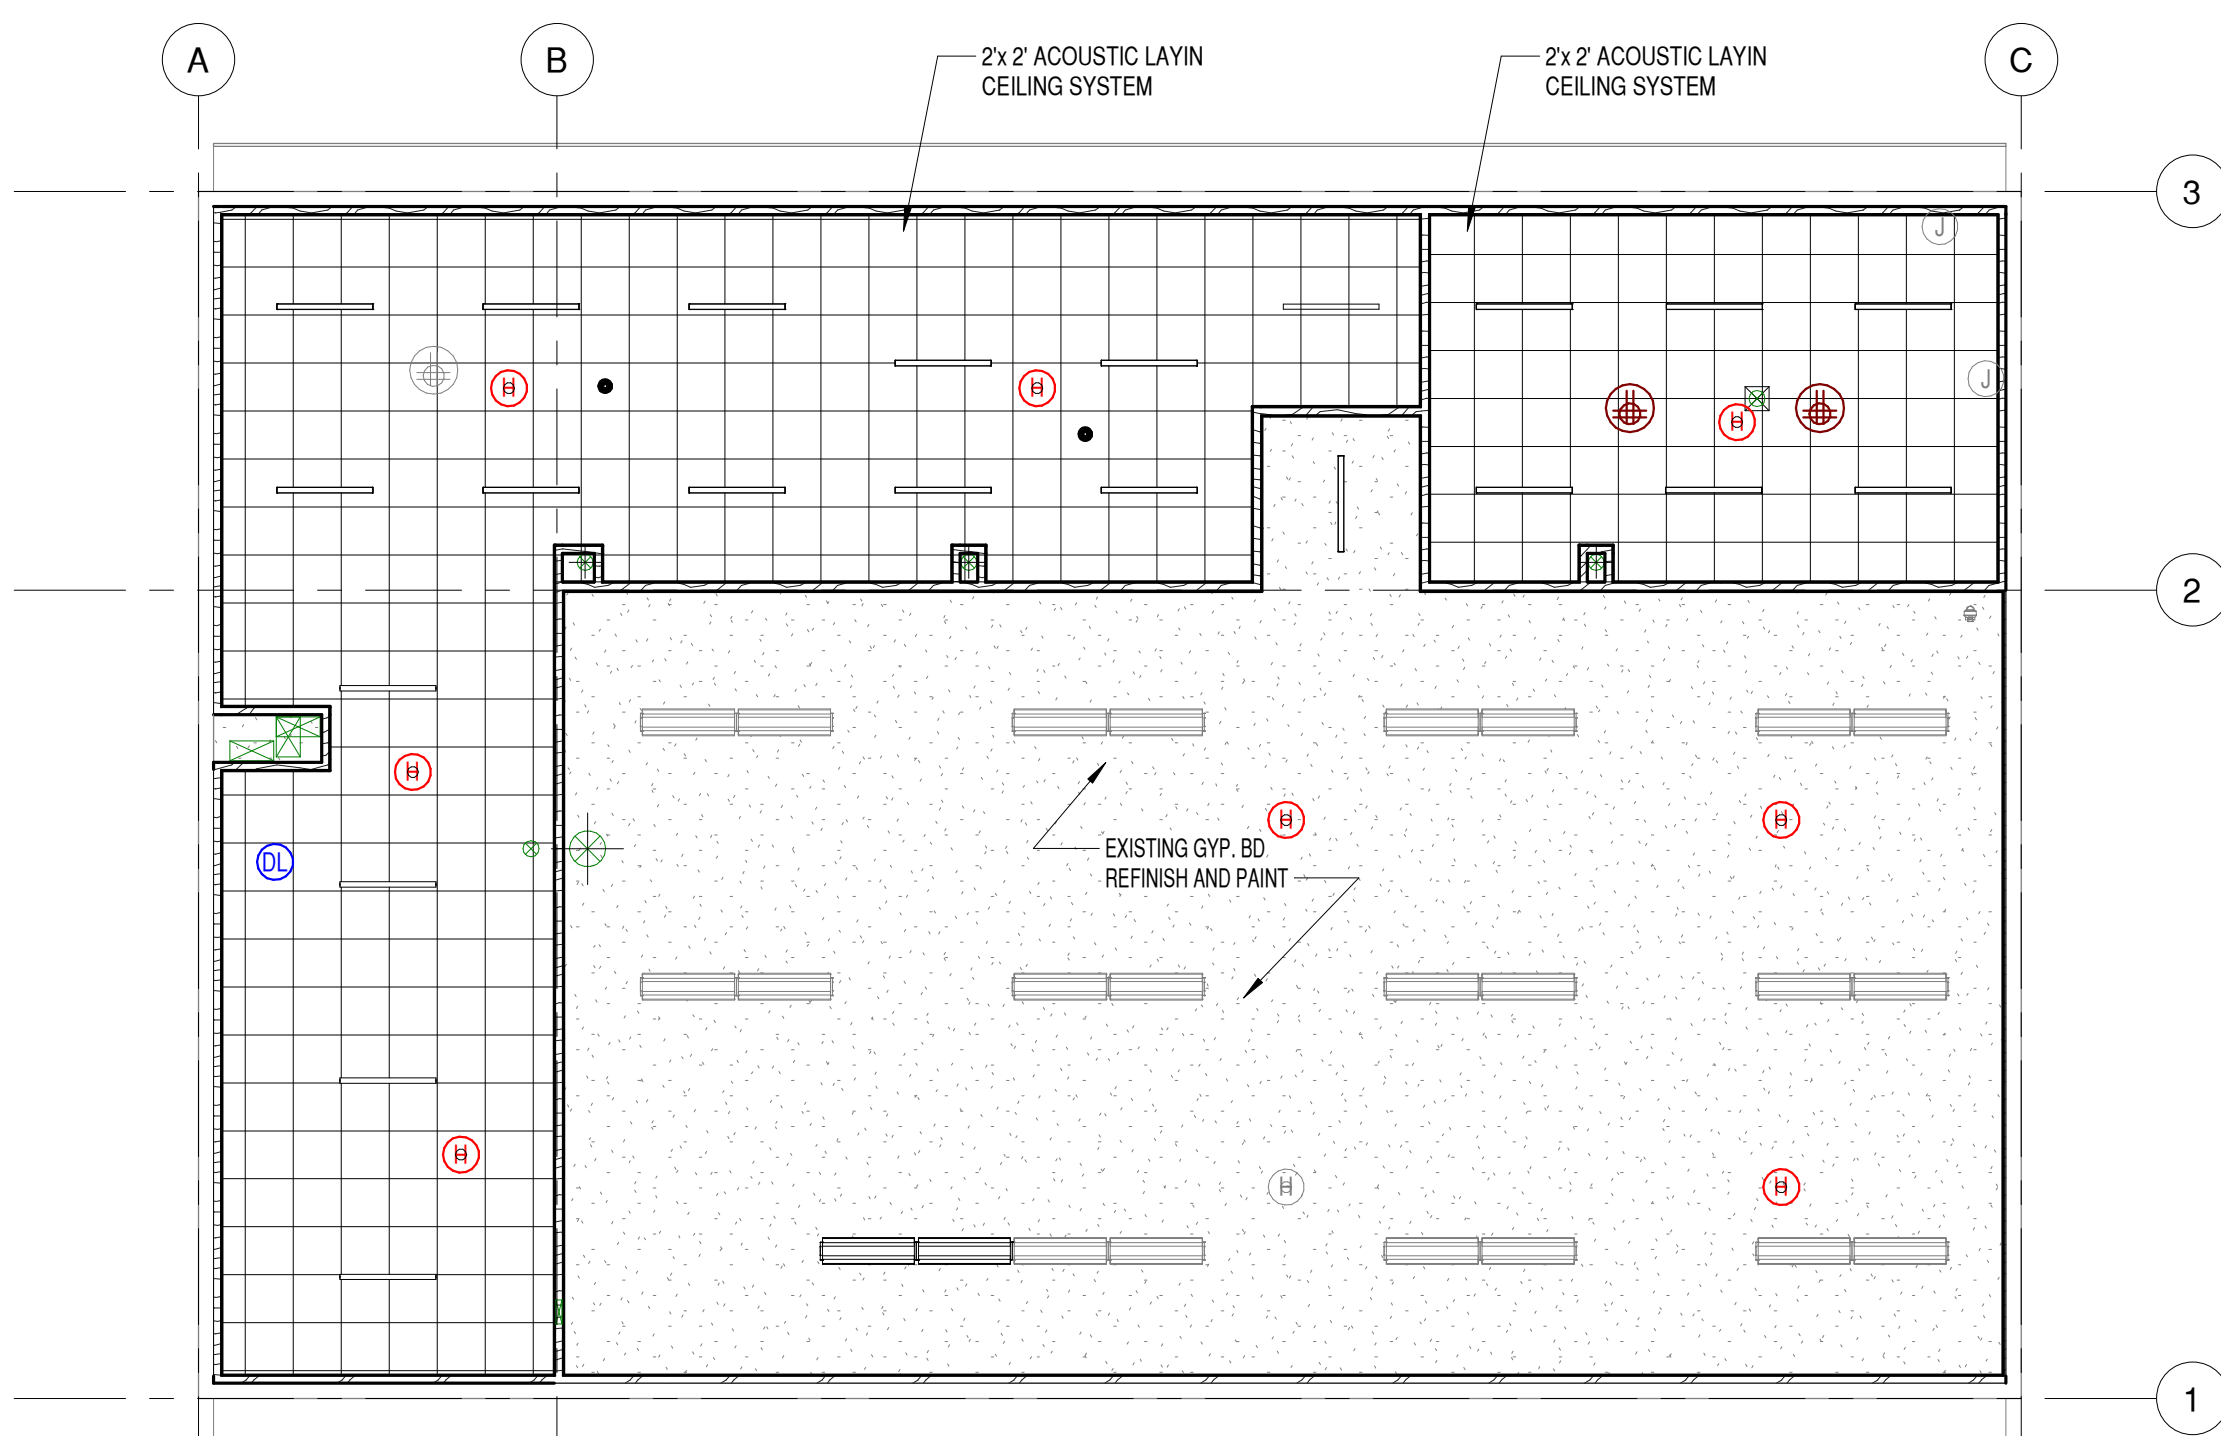 A
B
2'x 2' ACOUSTIC LAYIN
CEILING SYSTEM
2'x 2' ACOUSTIC LAYIN
CEILING SYSTEM
C
3
J
H
H
J
H
2
H
H
H
EXISTING GYP. BD
REFINISH AND PAINT
DL
H
H
H
1